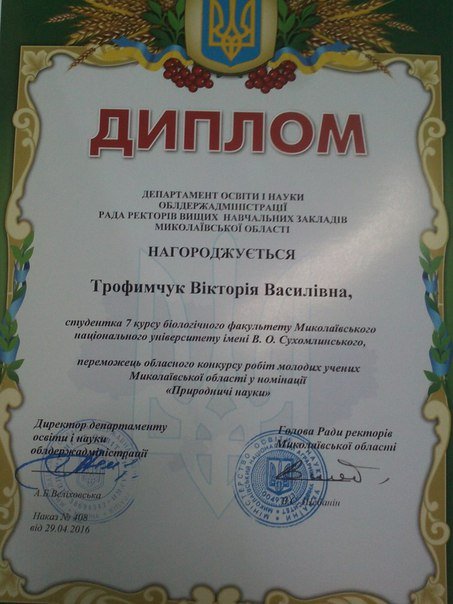 ДИПЛОМ
ДЕПАРТАМЕНТ ОСВІТИ І НАУКИ
ОБЛДЕРЖАДМІНІСТРАЦІЇ
РАДА РЕКТОРІВ ВИЩИХ НАВЧАЛЬНИХ ЗАКЛАДІВ
МИКОЛАЇВСЬКОЇ ОБЛАСТІ
НАГОРОДЖУЄТЬСЯ
Трофимчук Вікторія Василівна,
студентка 7 курсу біологічного факультету Миколаївського
національного університету імені В. О. Сухомлинського,
переможець обласного конкурсу робіт молодих учених
Миколаївської області у номінації
«Природничі науки»
Директор департаменту
освіти і науки
облдержадміністрації
Голова Ради ректорів
Миколаївської обласні
А.Б.Веліховська
Наказ № 408
від 29.04.2016